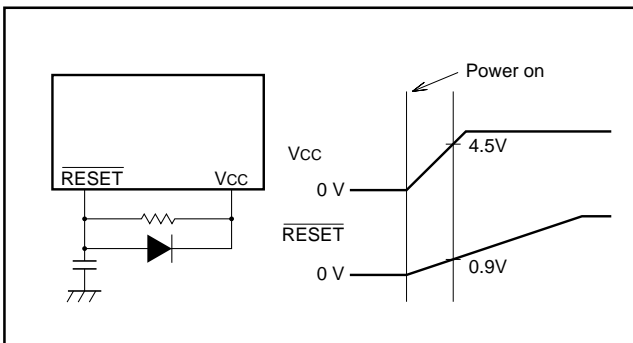 Power on
VCC
4.5V
0 V
RESET
VCC
RESET
0 V
0.9V